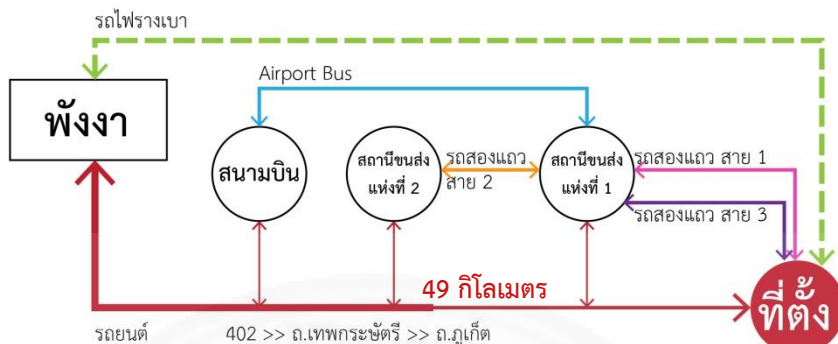 รถไฟรางเบา
Airport Bus
พังงา
สนามบิน
สถานีขนส่ง
แห่งที่ 2
รถสองแถว
สาย 2
สถานีขนส่ง
แห่งที่ 1
รถสองแถว สาย 1
รถสองแถว สาย 3
49 กิโลเมตร
ที่ตั้ง
รถยนต์
402 >> ถ.เทพกระษัตรี >> ถ.ภูเก็ต